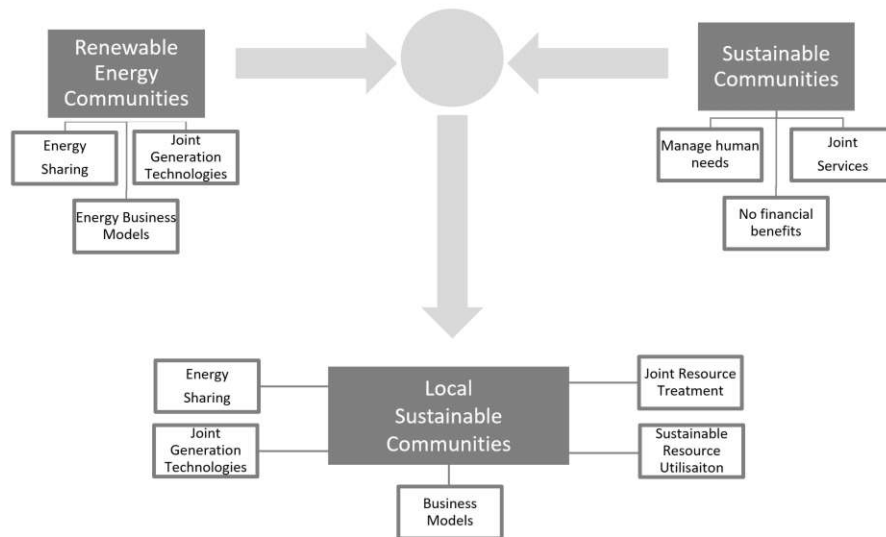 Renewable
Energy
Communities
Sustainable
Communities
Energy
Sharing
Joint
Generation
Technologies
Energy Business
Models
Manage human
needs
Joint
Services
No financial
benefits
Energy
Sharing
Joint
Generation
Technologies
Local
Sustainable
Communities
Joint Resource
Treatment
Sustainable
Resource
Utilisaiton
Business
Models